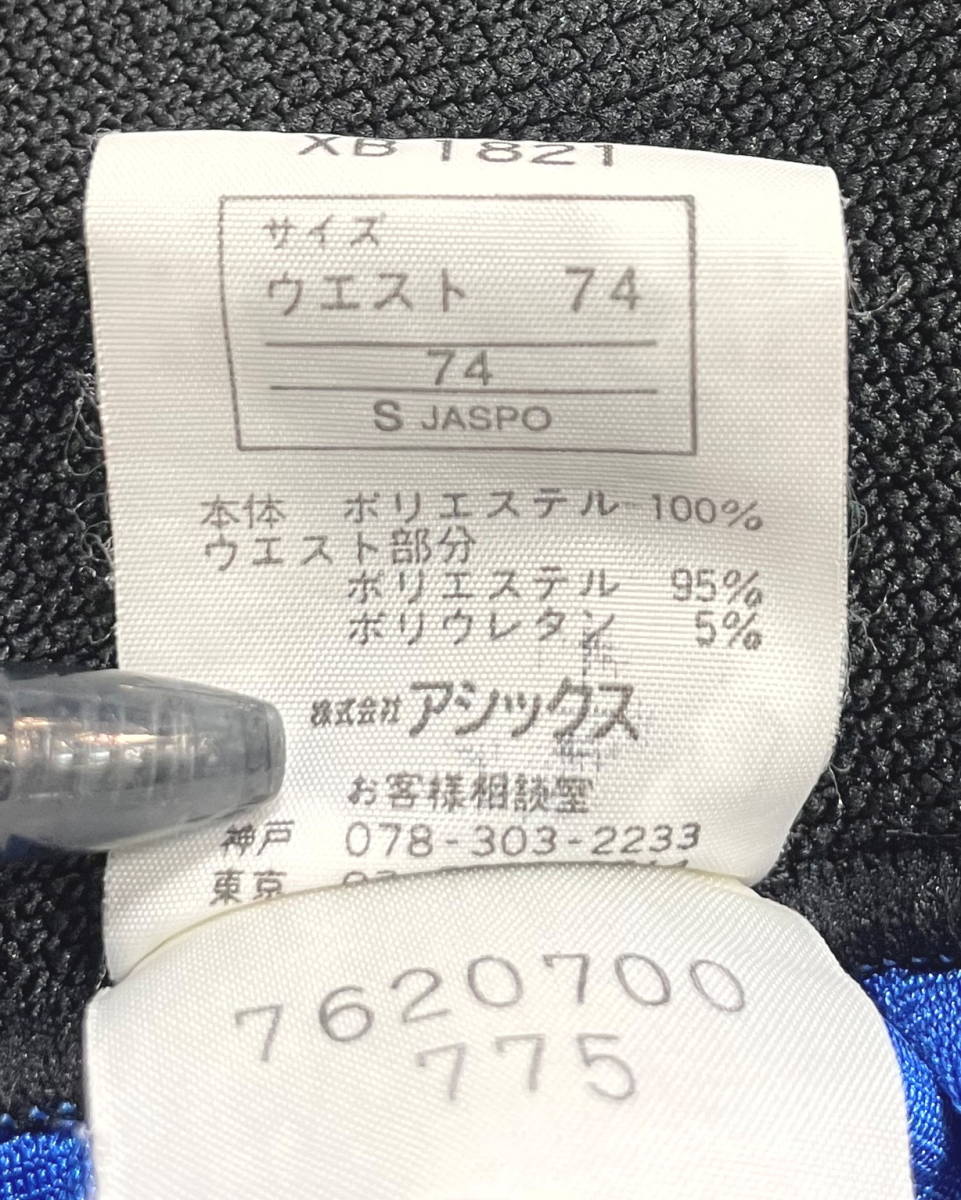 XB 1821
サイズ
ウエスト 74
74
S JASPO
本体 ポリエステル 100%
ウエスト部分
ポリエステル 95%
ポリウレタン 5%
株式会社アシックス
お客様相談室
神戸 078-303-2233
東京
7620700
775